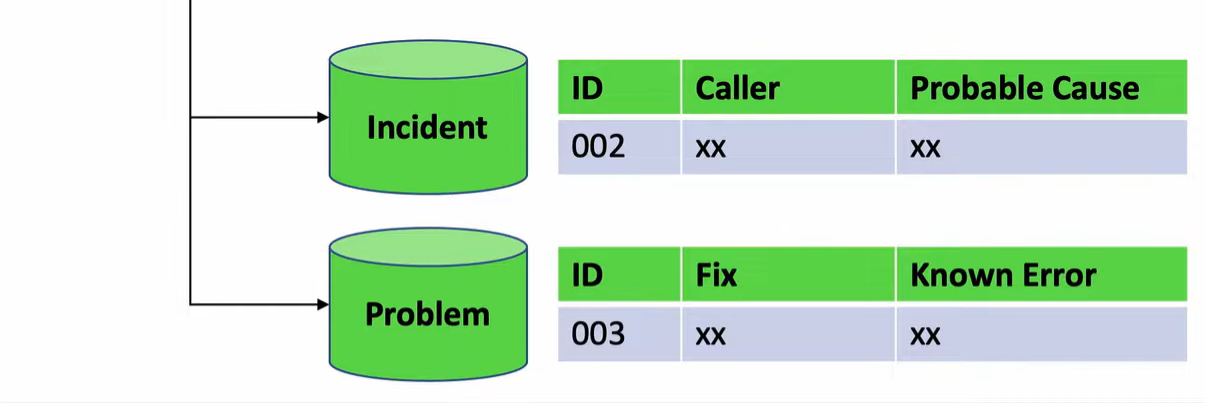 Incident
ID Caller Probable Cause
002 xx xx
Problem
ID Fix Known Error
003 xx xx